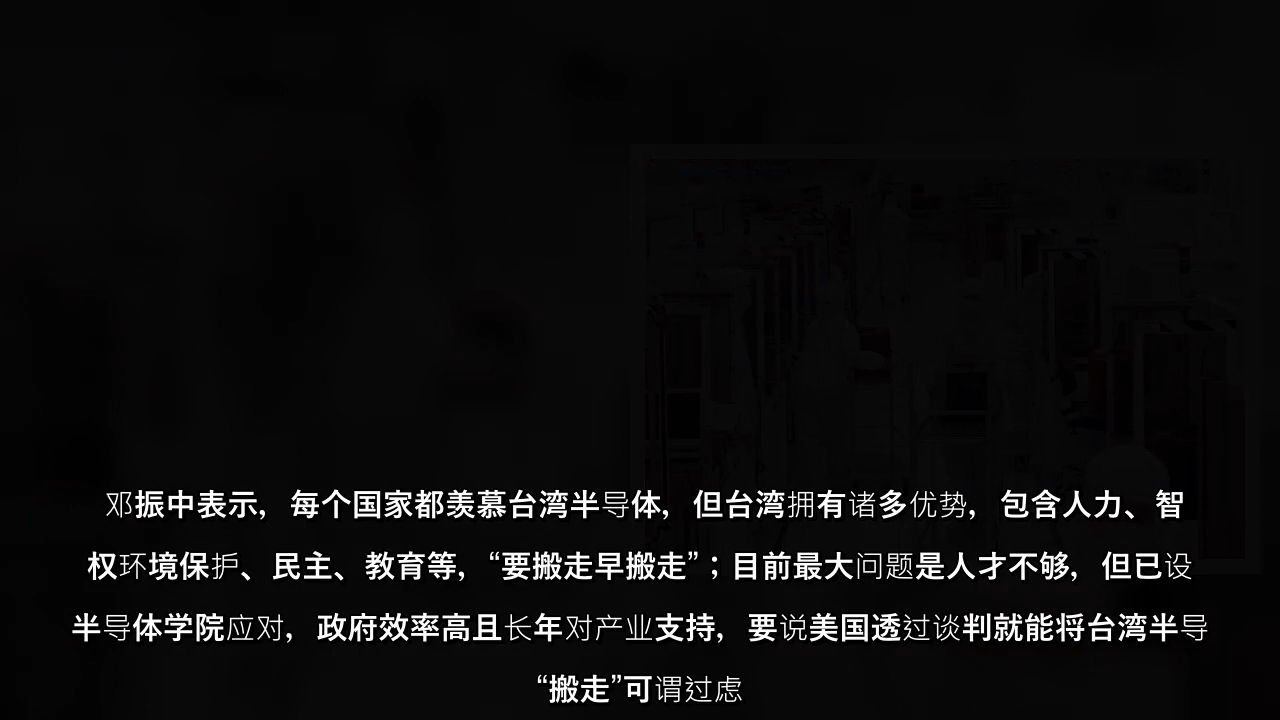 邓振中表示，每个国家都羡慕台湾半导体，但台湾拥有诸多优势，包含人力、智
权环境保护、民主、教育等，“要搬走早搬走”；目前最大问题是人才不够，但已设
半导体学院应对，政府效率高且长年对产业支持，要说美国透过谈判就能将台湾半导
“搬走”可谓过虑